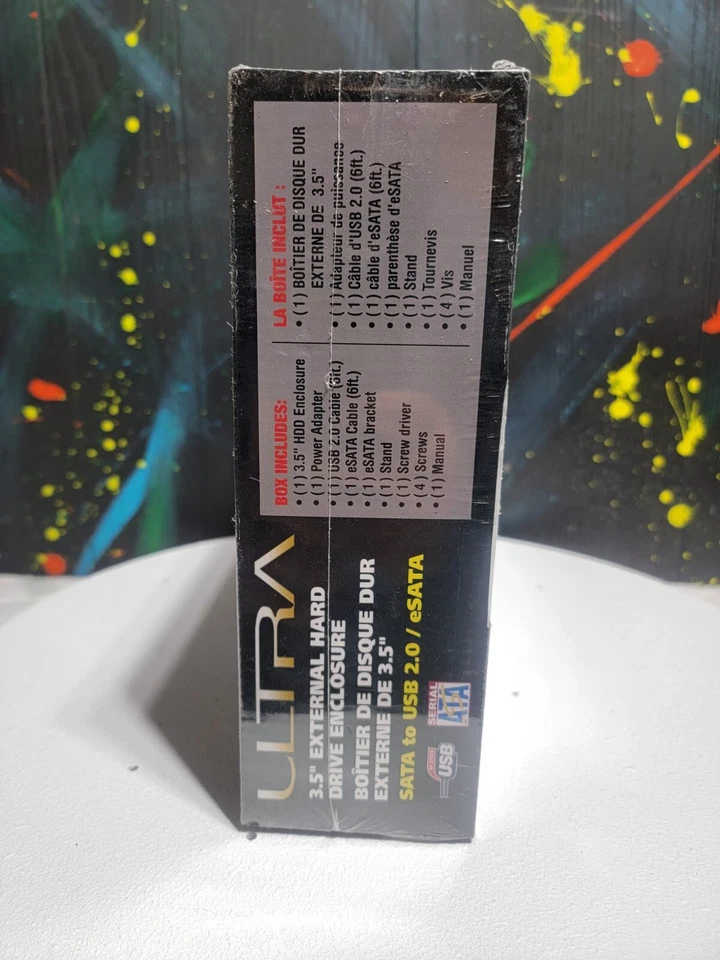 ULTRA
3.5" EXTERNAL HARD
DRIVE ENCLOSURE
BOÎTIER DE DISQUE DUR
EXTERNE DE 3.5"
SATA to USB 2.0 / eSATA
USB
SERIAL
ATA
BOX INCLUDES:
• (1) 3.5" HDD Enclosure
• (1) Power Adapter
• (1) USB 2.0 Cable (6ft.)
• (1) eSATA Cable (6ft.)
• (1) eSATA bracket
• (1) Stand
• (1) Screw driver
• (4) Screws
• (1) Manual
LA BOÎTE INCLUT :
• (1) BOÎTIER DE DISQUE DUR
EXTERNE DE 3.5"
• (1) Adapteur de puissance
• (1) Câble d'USB 2.0 (6ft.)
• (1) câble d'eSATA (6ft.)
• (1) parenthèse d'eSATA
• (1) Stand
• (1) Tournevis
• (4) Vis
• (1) Manuel